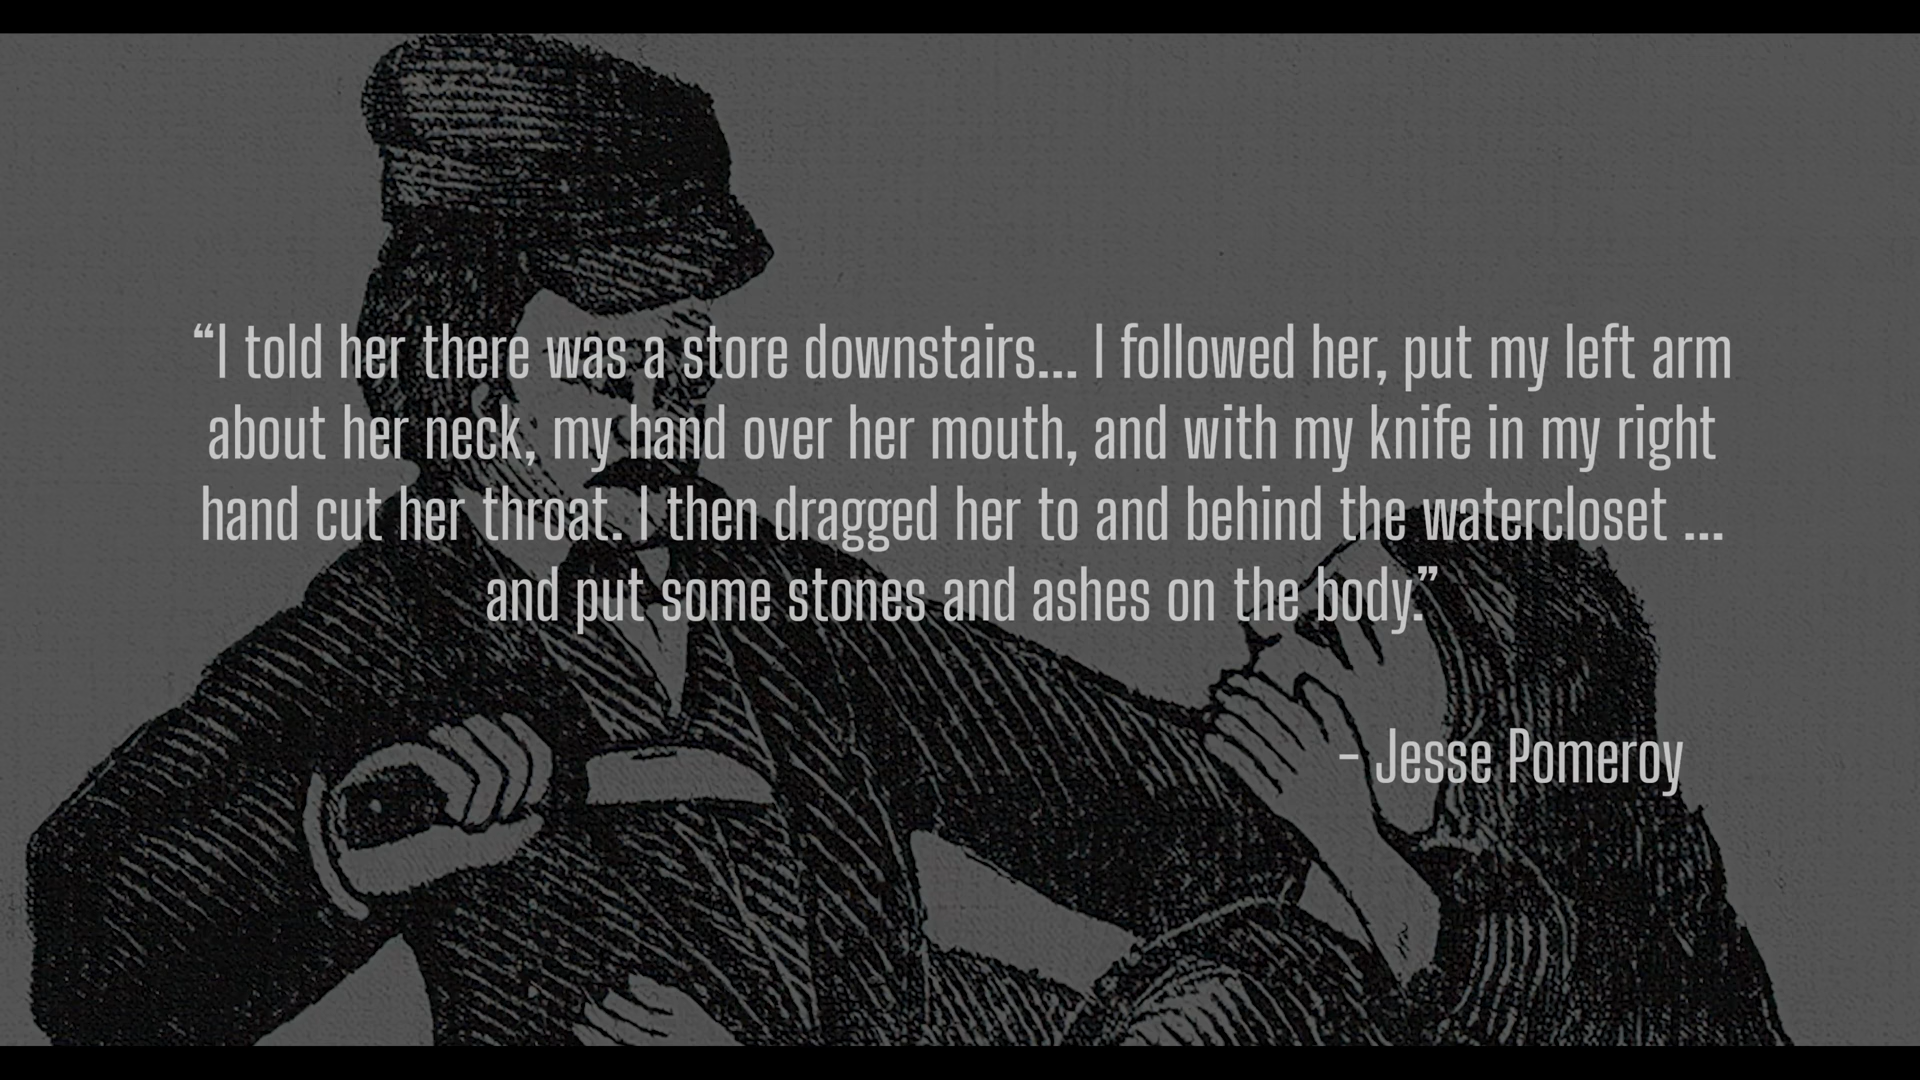 “I told her there was a store downstairs... I followed her, put my left arm
about her neck, my hand over her mouth, and with my knife in my right
hand cut her throat. I then dragged her to and behind the watercloset ...
and put some stones and ashes on the body.”
- Jesse Pomeroy